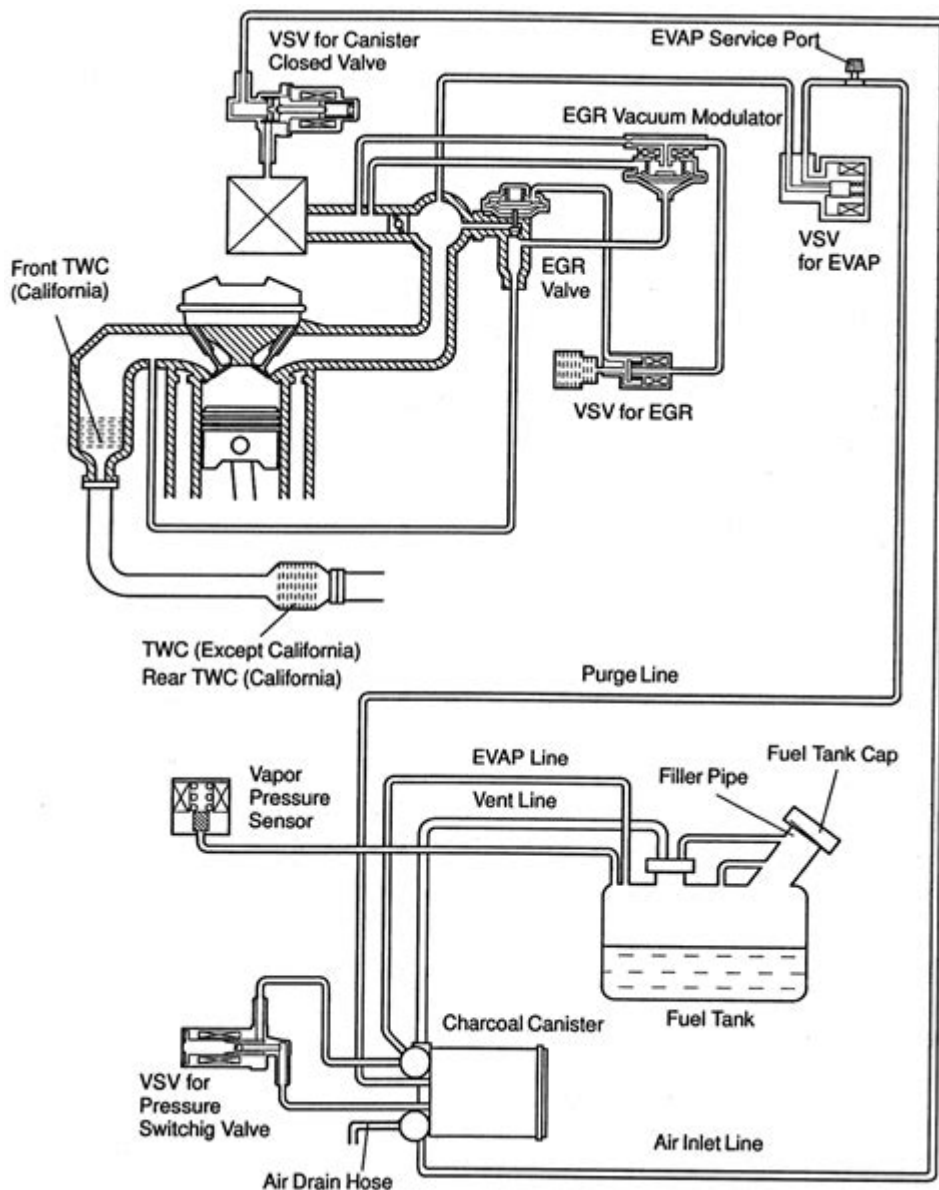 VSV for Canister
Closed Valve
EVAP Service Port
EGR Vacuum Modulator
VSV
for EVAP
Front TWC
(California)
EGR
Valve
VSV for EGR
TWC (Except California)
Rear TWC (California)
Purge Line
EVAP Line
Fuel Tank Cap
Filler Pipe
Vapor
Pressure
Sensor
Vent Line
Charcoal Canister
Fuel Tank
VSV for
Pressure
Switchig Valve
Air Inlet Line
Air Drain Hose